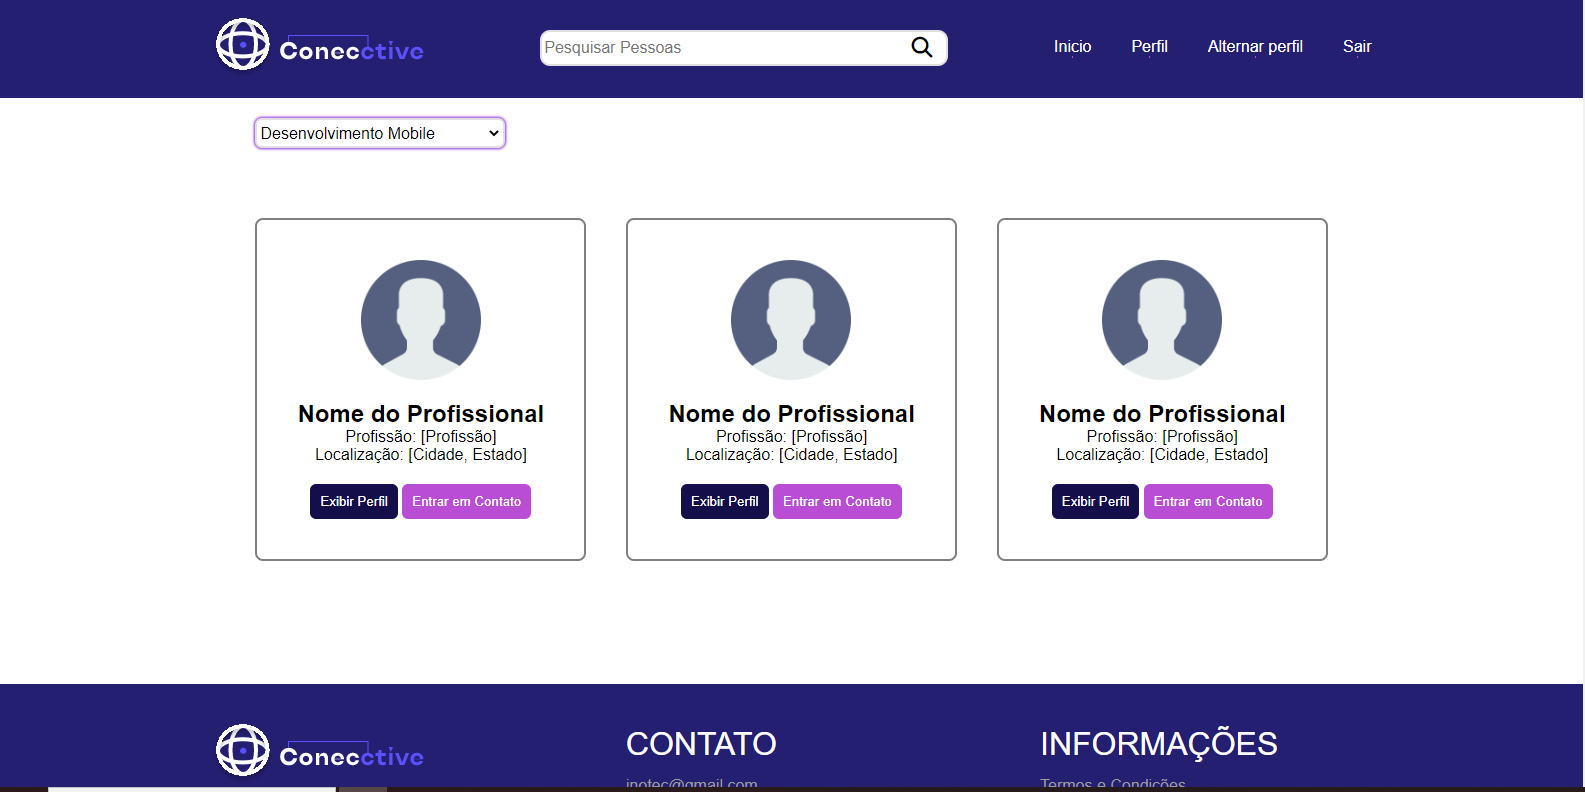 Conecctive
Pesquisar Pessoas
Inicio
Perfil
Alternar perfil
Sair
Desenvolvimento Mobile
Nome do Profissional
Profissão: [Profissão]
Localização: [Cidade, Estado]
Exibir Perfil
Entrar em Contato
Nome do Profissional
Profissão: [Profissão]
Localização: [Cidade, Estado]
Exibir Perfil
Entrar em Contato
Nome do Profissional
Profissão: [Profissão]
Localização: [Cidade, Estado]
Exibir Perfil
Entrar em Contato
Conecctive
CONTATO
inotec@gmail.com
INFORMAÇÕES
Termos e Condições